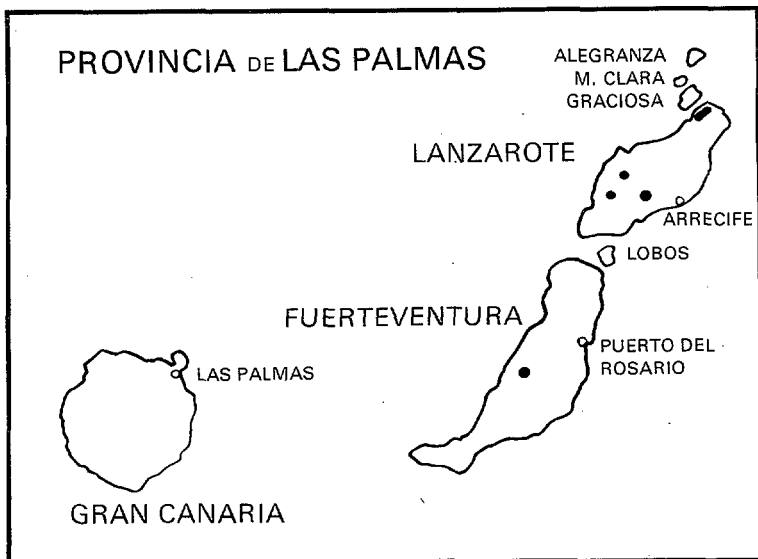 PROVINCIA DE LAS PALMAS
ALEGRANZA
M. CLARA
GRACIOSA
LANZAROTE
ARRECIFE
LOBOS
FUERTEVENTURA
PUERTO DEL
ROSARIO
LAS PALMAS
GRAN CANARIA